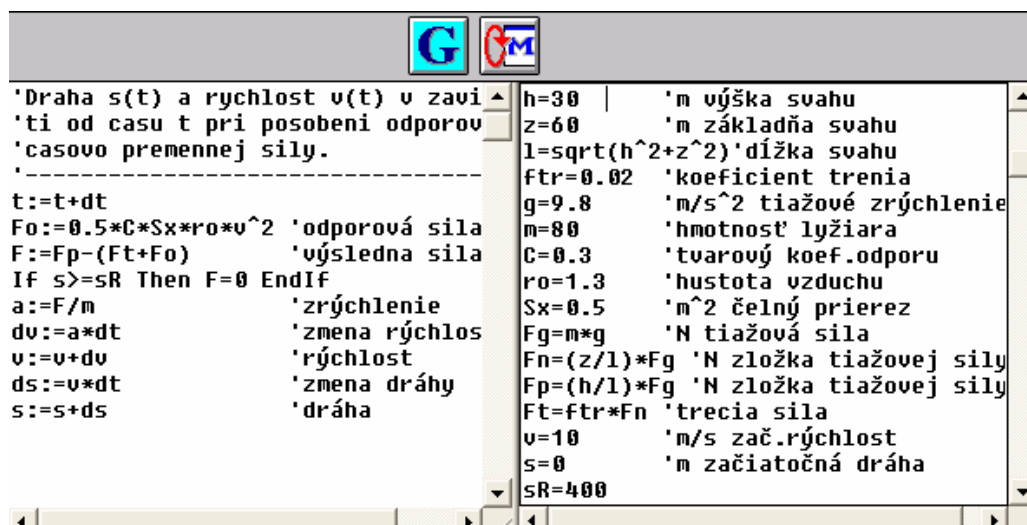 G
M
'Draha s(t) a rychlost v(t) v zavi
'ti od casu t pri posobeni odporov
'casovo premennej sily.
'----------------------------------
t:=t+dt
Fo:=0.5*C*Sx*ro*v^2 'odporová sila
F:=Fp-(Ft+Fo) 'výsledna sila
If s>=sR Then F=0 EndIf
a:=F/m 'zrýchlenie
dv:=a*dt 'zmena rýchlos
v:=v+dv 'rýchlost
ds:=v*dt 'zmena dráhy
s:=s+ds 'dráha
h=30 'm výška svahu
z=60 'm základňa svahu
l=sqrt(h^2+z^2)'dĺžka svahu
ftr=0.02 'koeficient trenia
g=9.8 'm/s^2 tiažové zrýchlenie
m=80 'hmotnosť lyžiara
C=0.3 'tvarový koef.odporu
ro=1.3 'hustota vzduchu
Sx=0.5 'm^2 čelný prierez
Fg=m*g 'N tiažová sila
Fn=(z/l)*Fg 'N zložka tiažovej sily
Fp=(h/l)*Fg 'N zložka tiažovej sily
Ft=ftr*Fn 'trecia sila
v=10 'm/s zač.rýchlost
s=0 'm začiatočná dráha
sR=400